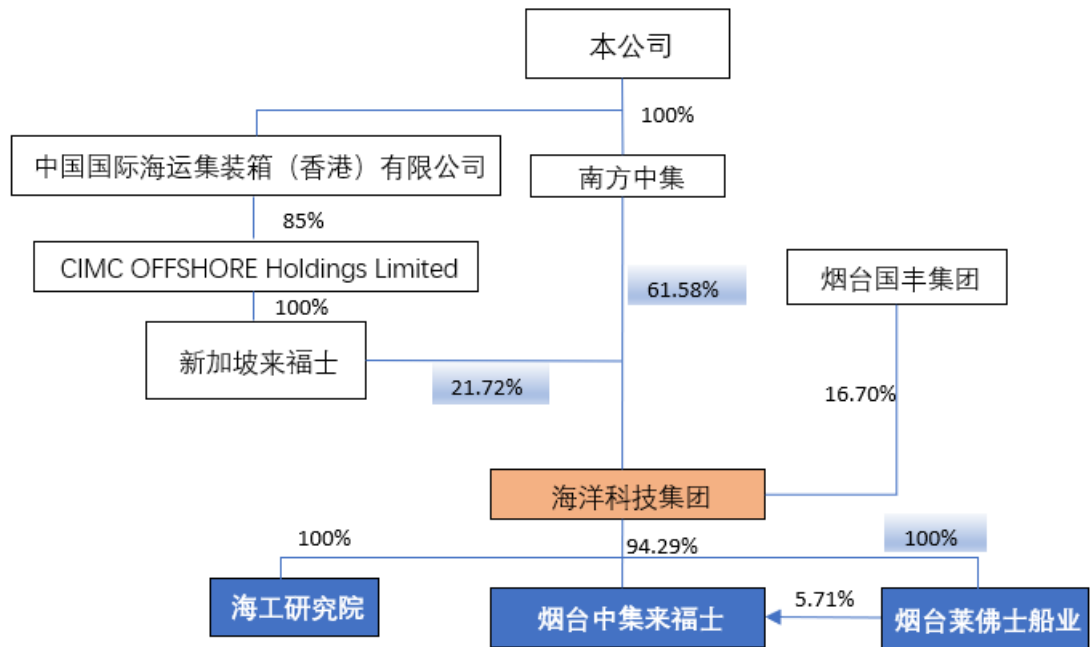 本公司
100%
中国国际海运集装箱（香港）有限公司
南方中集
85%
CIMC OFFSHORE Holdings Limited
61.58%
烟台国丰集团
100%
新加坡来福士
21.72%
16.70%
海洋科技集团
100%
94.29%
100%
海工研究院
烟台中集来福士
5.71%
烟台莱佛士船业